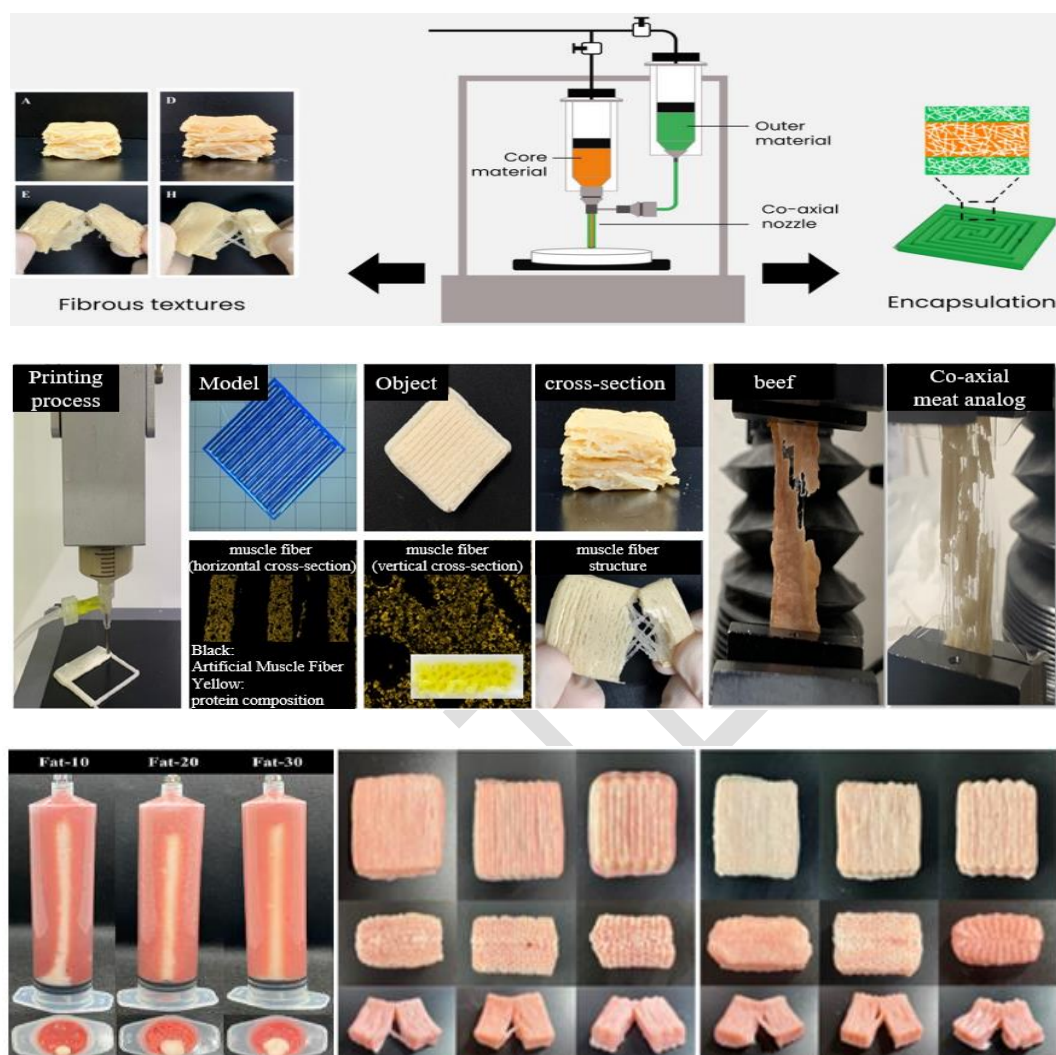 A
D
Core
material
Outer
material
Co-axial
nozzle
E
H
Fibrous textures
Encapsulation
Printing
process
Model
Object
cross-section
beef
Co-axial
meat analog
muscle fiber
(horizontal cross-section)
muscle fiber
(vertical cross-section)
muscle fiber
structure
Black:
Artificial Muscle Fiber
Yellow:
protein composition
Fat-10
Fat-20
Fat-30